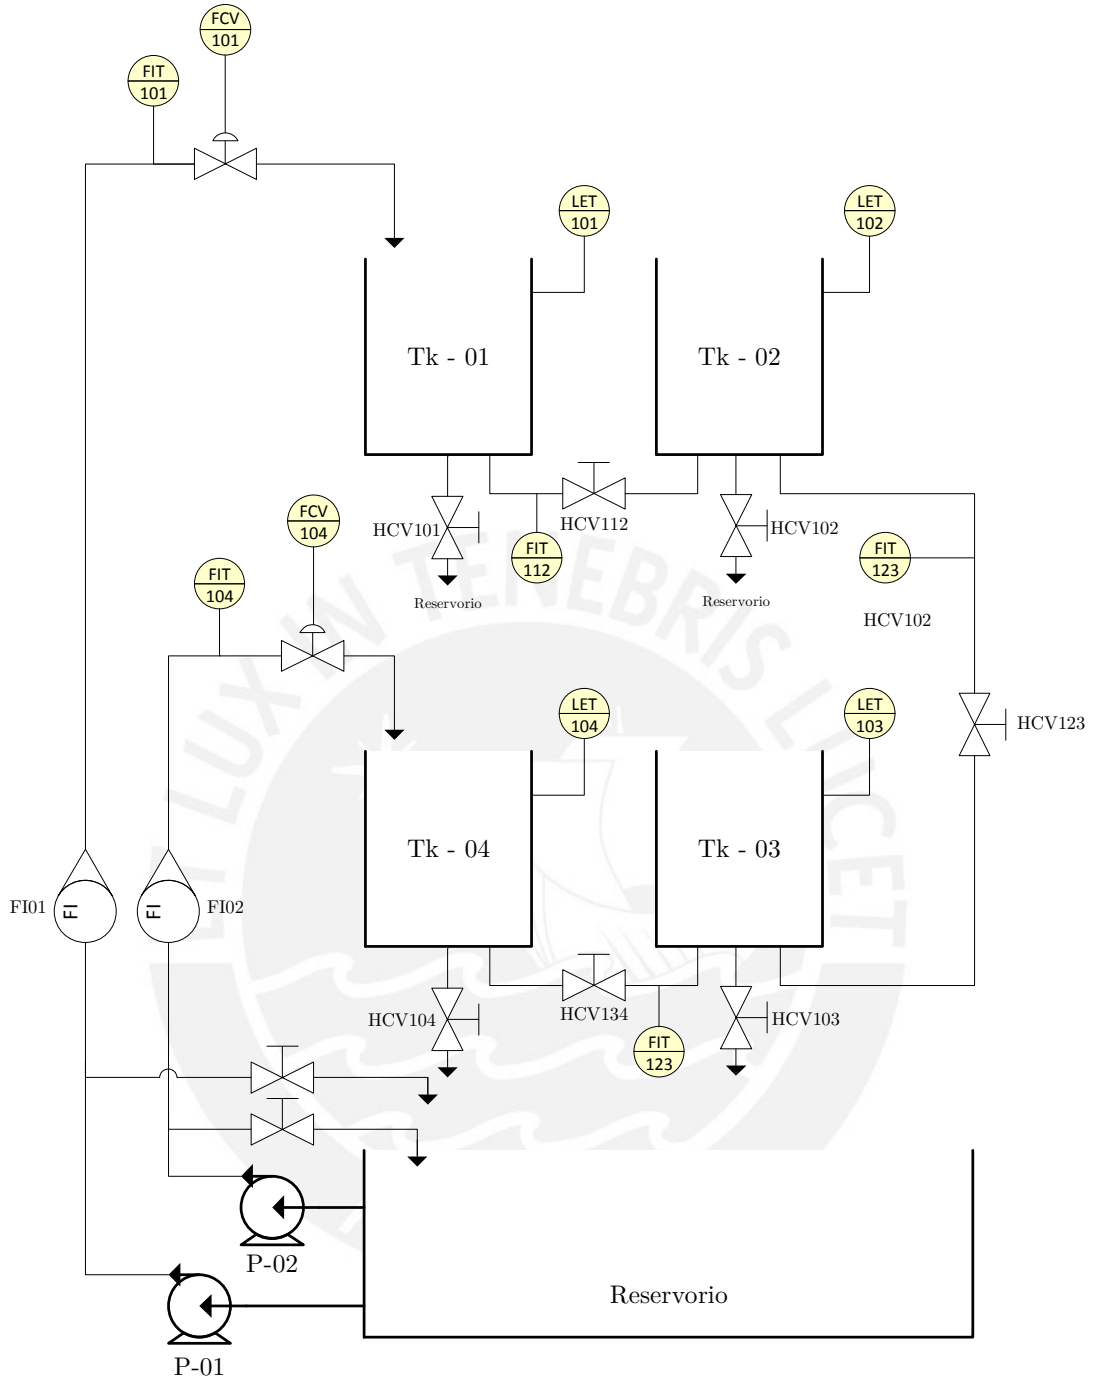 FCV
101
FIT
101
LET
101
LET
102
Tk - 01
Tk - 02
HCV101
HCV112
HCV102
FCV
104
FIT
112
FIT
123
FIT
104
Reservorio
Reservorio
HCV102
LET
104
LET
103
HCV123
Tk - 04
Tk - 03
FI01
FI
FI
FI02
HCV104
HCV134
HCV103
FIT
123
P-02
Reservorio
P-01
ET LUX IN TENEBRIS LUCET